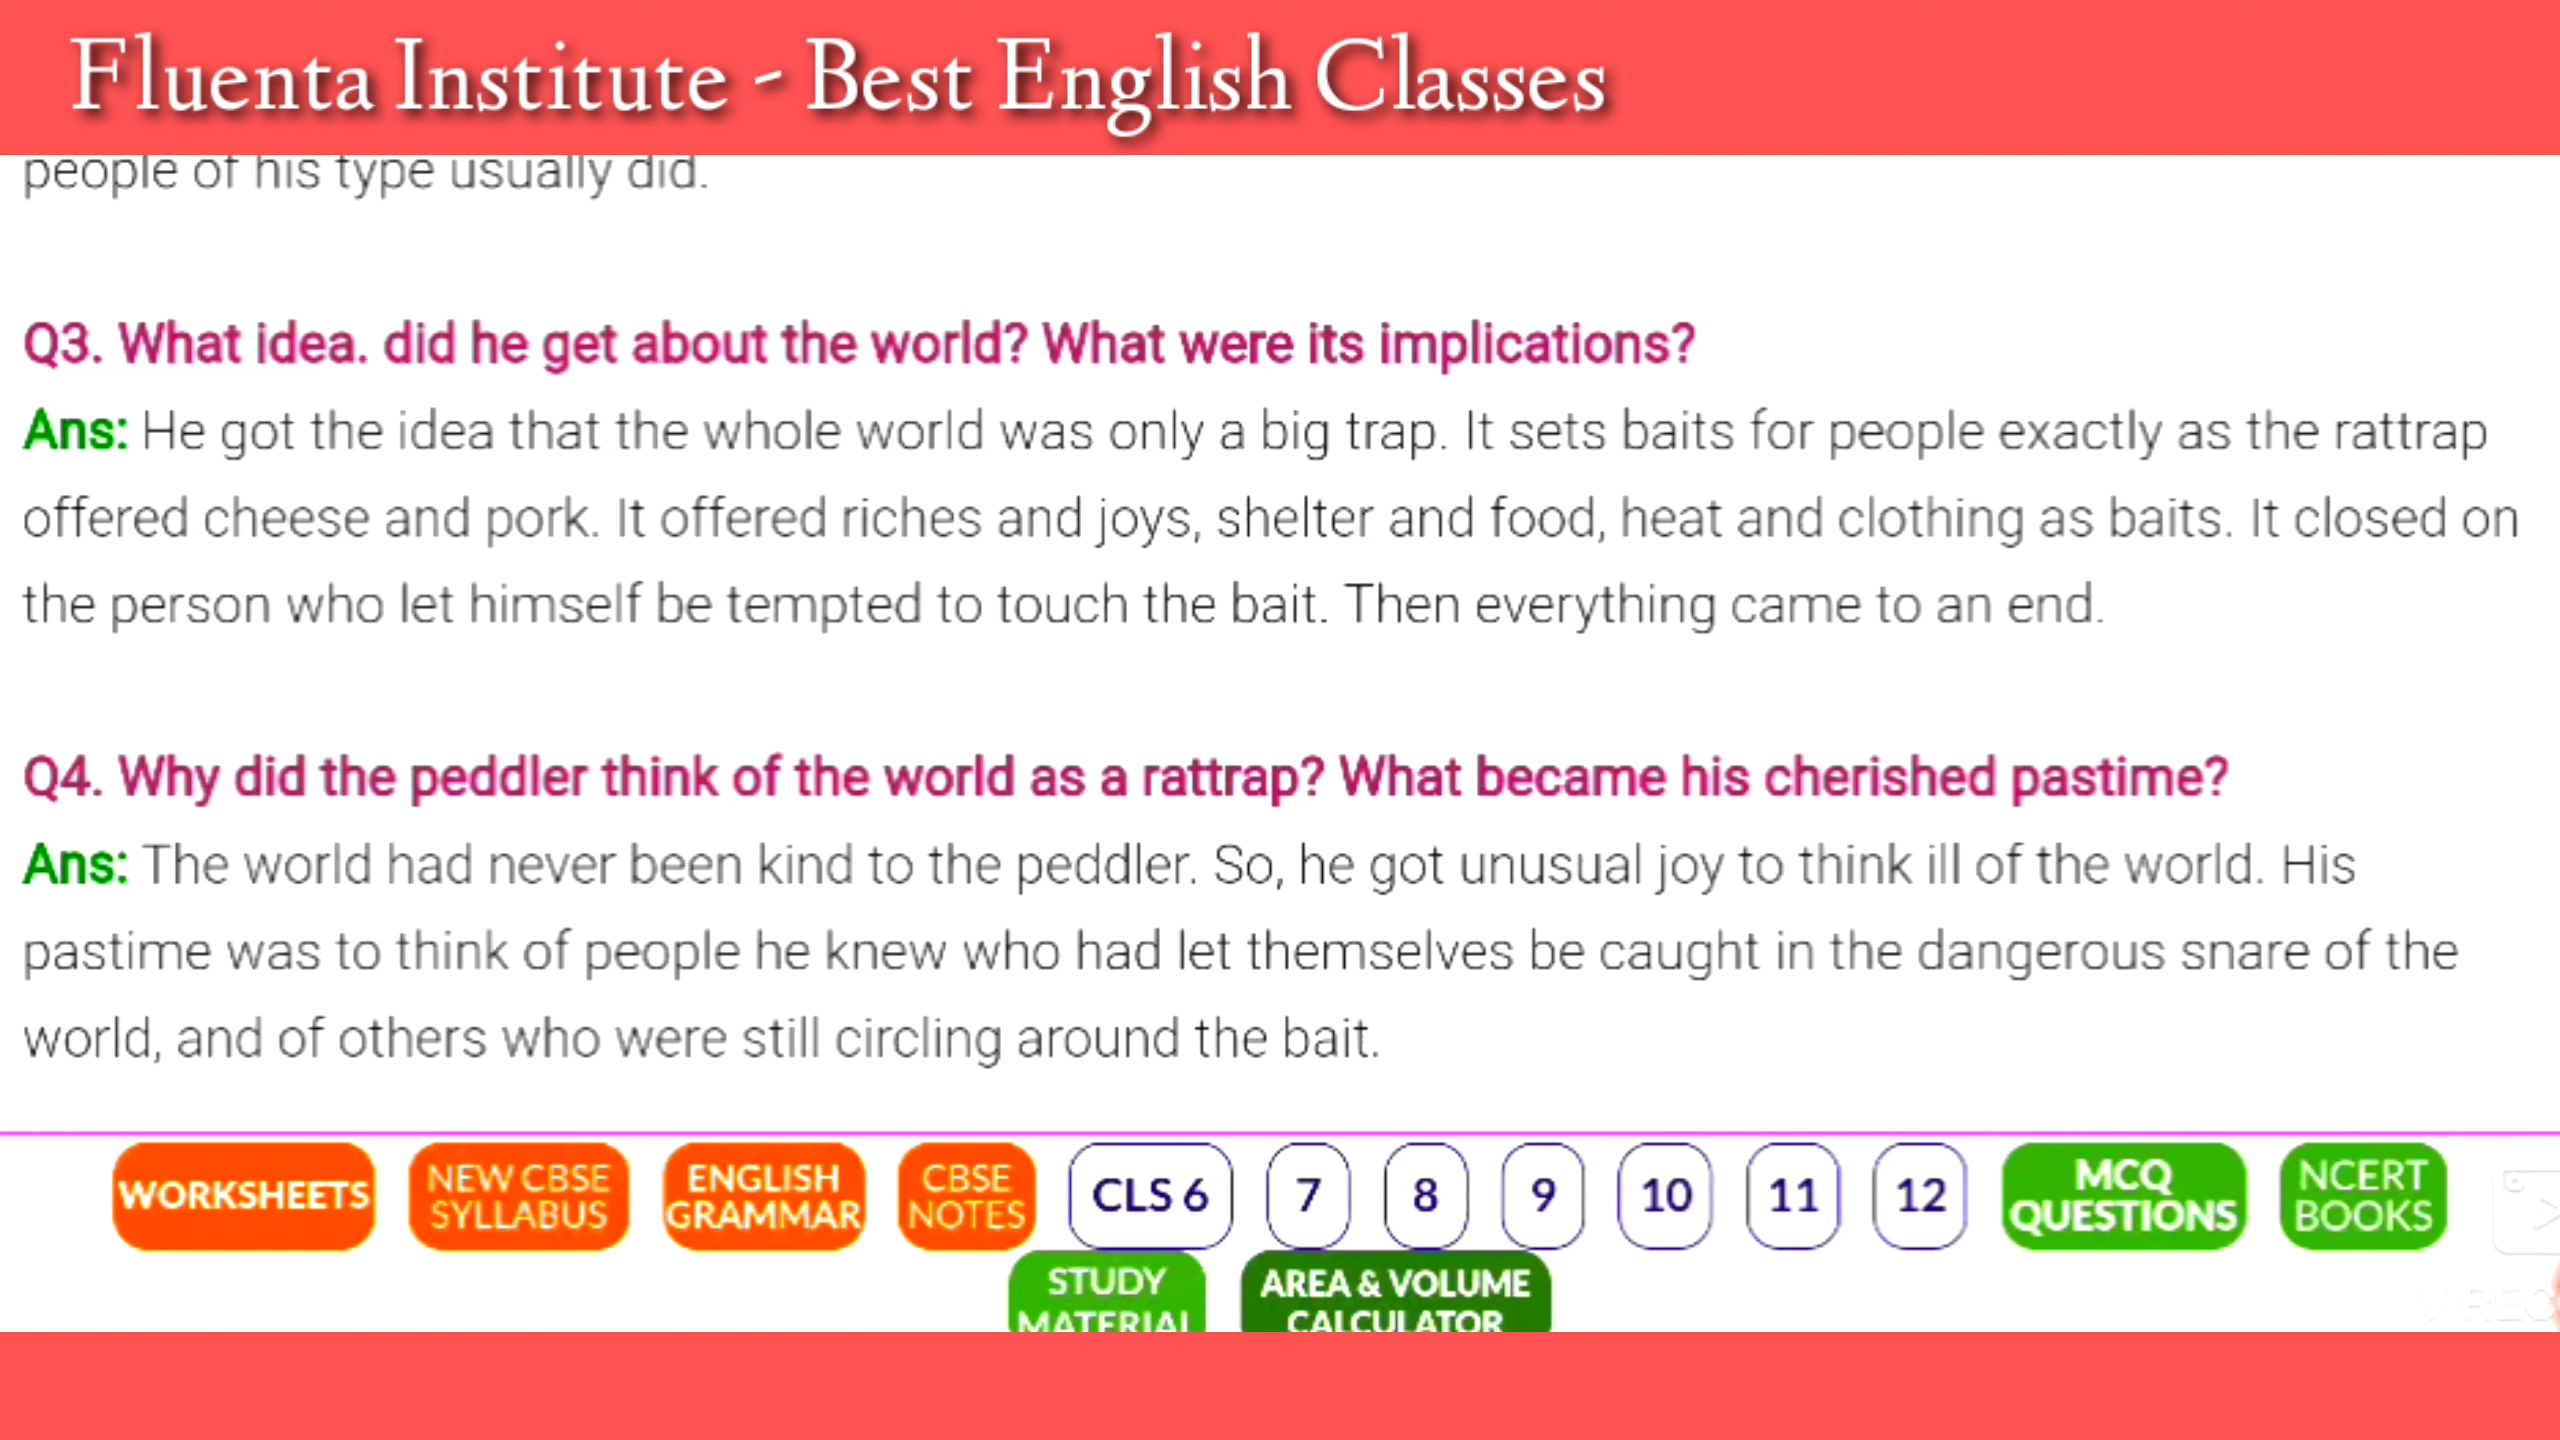 Fluenta Institute - Best English Classes
people of his type usually did.
Q3. What idea. did he get about the world? What were its implications?
Ans: He got the idea that the whole world was only a big trap. It sets baits for people exactly as the rattrap
offered cheese and pork. It offered riches and joys, shelter and food, heat and clothing as baits. It closed on
the person who let himself be tempted to touch the bait. Then everything came to an end.
Q4. Why did the peddler think of the world as a rattrap? What became his cherished pastime?
Ans: The world had never been kind to the peddler. So, he got unusual joy to think ill of the world. His
pastime was to think of people he knew who had let themselves be caught in the dangerous snare of the
world, and of others who were still circling around the bait.
WORKSHEETS NEW CBSE SYLLABUS ENGLISH GRAMMAR CBSE NOTES CLS 6 7 8 9 10 11 12 MCQ QUESTIONS NCERT BOOKS
STUDY MATERIAL AREA & VOLUME CALCULATOR